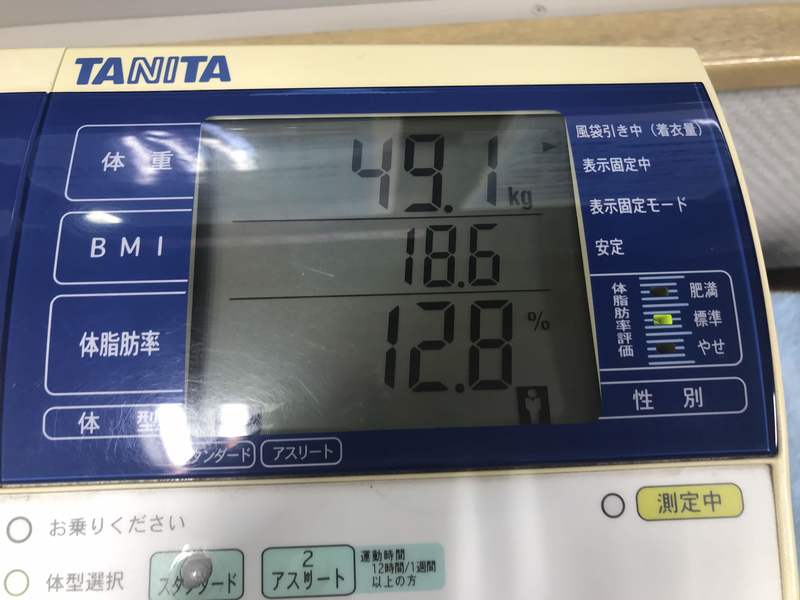 TANITA
風袋引き中（着衣量）
体 重
49.1 kg
表示固定中
表示固定モード
BMI
18.6
安定
体脂肪率
12.8 %
体脂肪率評価
肥満
標準
やせ
体 型
性 別
スタンダード
アスリート
お乗りください
測定中
体型選択
スタンダード
2
アスリート
運動時間
12時間/1週間
以上の方